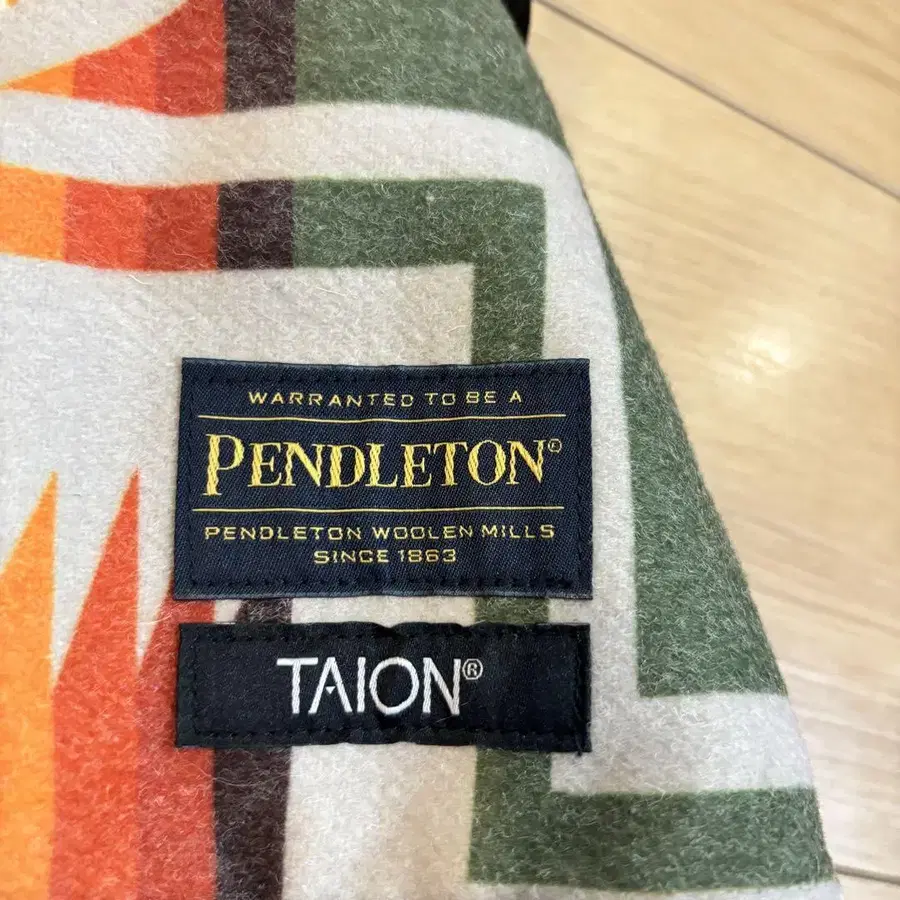 WARRANTED TO BE A
PENDLETON®
PENDLETON WOOLEN MILLS
SINCE 1863
TAION®